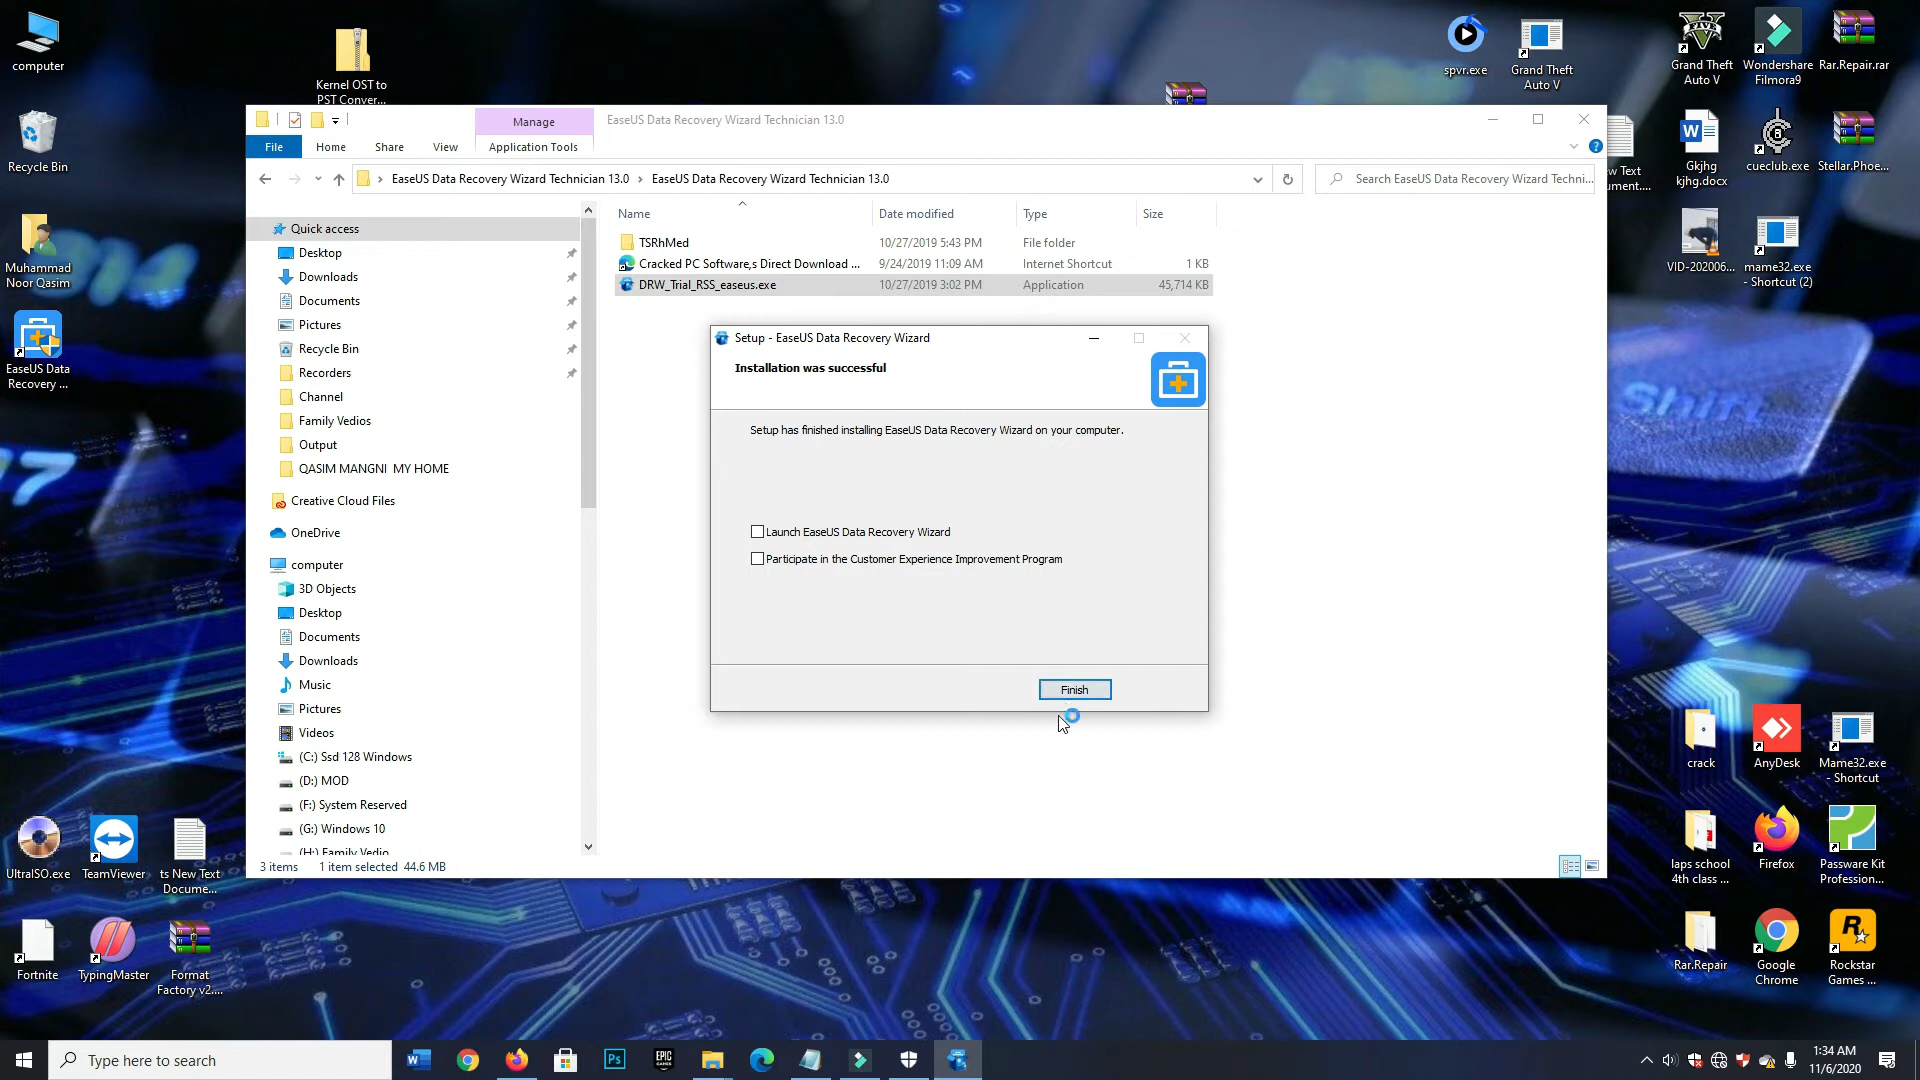 computer
Recycle Bin
Muhammad
Noor Qasim
EaseUS Data
Recovery ...
Kernel OST to
PST Conver...
spvr.exe
Grand Theft
Auto V
Grand Theft
Auto V
Wondershare
Filmora9
Rar.Repair.rar
w Text
ument....
Gkjhg
kjhg.docx
cueclub.exe
Stellar.Phoe...
VID-202006...
mame32.exe
- Shortcut (2)
Manage
EaseUS Data Recovery Wizard Technician 13.0
File
Home
Share
View
Application Tools
EaseUS Data Recovery Wizard Technician 13.0 › EaseUS Data Recovery Wizard Technician 13.0
Search EaseUS Data Recovery Wizard Techni...
Quick access
Desktop
Downloads
Documents
Pictures
Recycle Bin
Recorders
Channel
Family Vedios
Output
QASIM MANGNI MY HOME
Creative Cloud Files
OneDrive
computer
3D Objects
Desktop
Documents
Downloads
Music
Pictures
Videos
(C:) Ssd 128 Windows
(D:) MOD
(F:) System Reserved
(G:) Windows 10
(H:) Family Vedio
Name Date modified Type Size
TSRhMed 10/27/2019 5:43 PM File folder
Cracked PC Software,s Direct Download ... 9/24/2019 11:09 AM Internet Shortcut 1 KB
DRW_Trial_RSS_easeus.exe 10/27/2019 3:02 PM Application 45,714 KB
Setup - EaseUS Data Recovery Wizard
Installation was successful
Setup has finished installing EaseUS Data Recovery Wizard on your computer.
Launch EaseUS Data Recovery Wizard
Participate in the Customer Experience Improvement Program
Finish
3 items 1 item selected 44.6 MB
Shift
crack
AnyDesk
Mame32.exe
- Shortcut
laps school
4th class ...
Firefox
Passware Kit
Profession...
Rar.Repair
Google
Chrome
Rockstar
Games ...
UltraISO.exe
TeamViewer
ts New Text
Docume...
Fortnite
TypingMaster
Format
Factory v2....
Type here to search
1:34 AM
11/6/2020